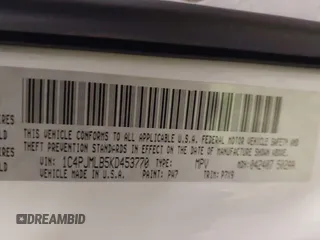 THIS VEHICLE CONFORMS TO ALL APPLICABLE U.S.A. FEDERAL MOTOR VEHICLE SAFETY AND
THEFT PREVENTION STANDARDS IN EFFECT ON THE DATE OF MANUFACTURE SHOWN ABOVE.
VIN: 1C4PJMLB5KD453770 TYPE: MPV MDH:
VEHICLE MADE IN U.S.A. PAINT: PW7 TRIM:
DREAMBID